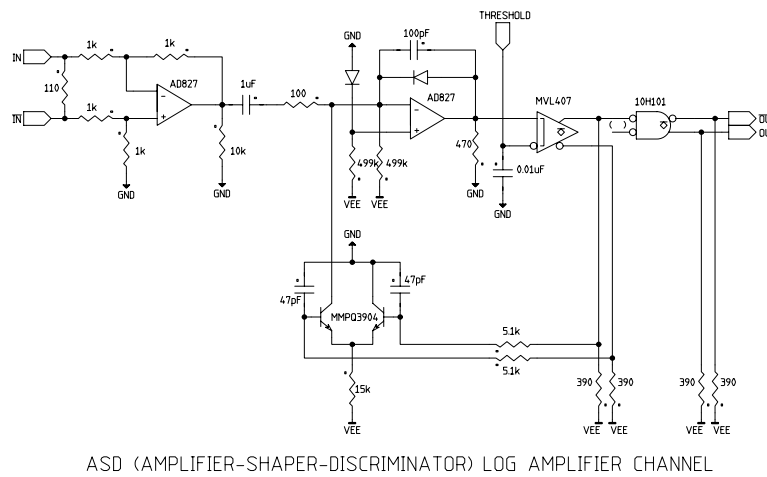 THRESHOLD
GND
100pF
IN
1k
1k
AD827
1uF
100
AD827
MVL407
10H101
110
IN
1k
1k
10k
499k
499k
470
0.01uF
GND
GND
VEE
VEE
GND
GND
GND
47pF
47pF
MMPQ3904
5.1k
5.1k
15k
390
390
390
390
VEE
VEE
VEE
VEE
VEE
ASD (AMPLIFIER-SHAPER-DISCRIMINATOR) LOG AMPLIFIER CHANNEL